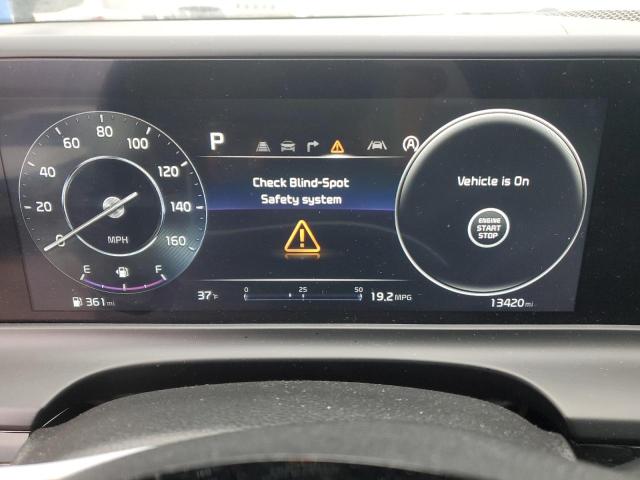 0
20
40
60
80
100
120
140
160
MPH
E
F
361 mi
P
A
Check Blind-Spot
Safety system
37°F
0
25
50
19.2 MPG
Vehicle is On
ENGINE
START
STOP
13420 mi